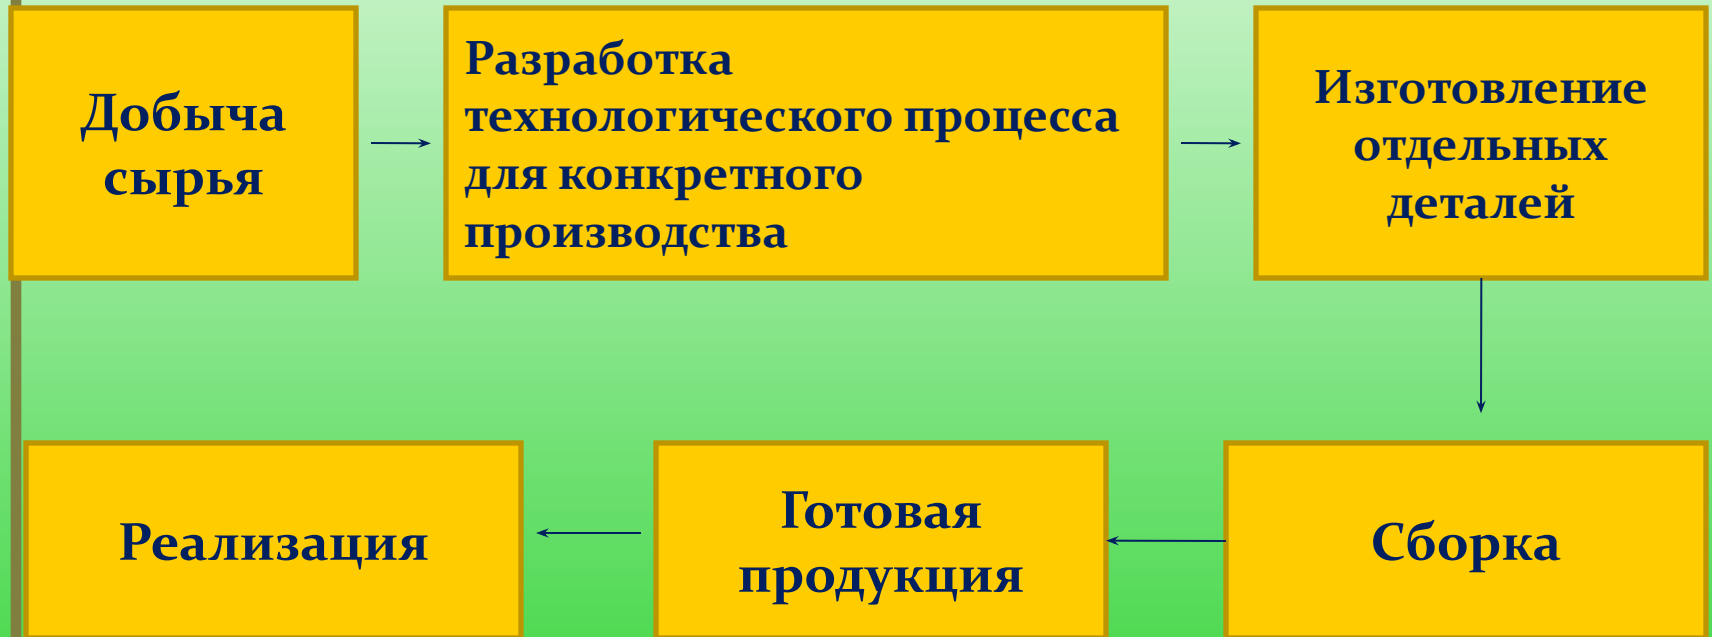 Добыча
сырья
Разработка
технологического процесса
для конкретного
производства
Изготовление
отдельных
деталей
Реализация
Готовая
продукция
Сборка